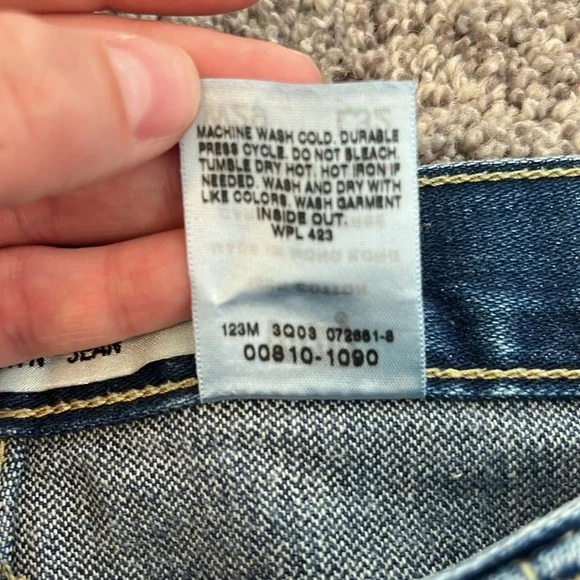 MACHINE WASH COLD. DURABLE
PRESS CYCLE. DO NOT BLEACH.
TUMBLE DRY HOT. HOT IRON IF
NEEDED. WASH AND DRY WITH
LIKE COLORS, WASH GARMENT
INSIDE OUT.
WPL 423
123M 3Q03 072661-8
00810-1090
JEAN